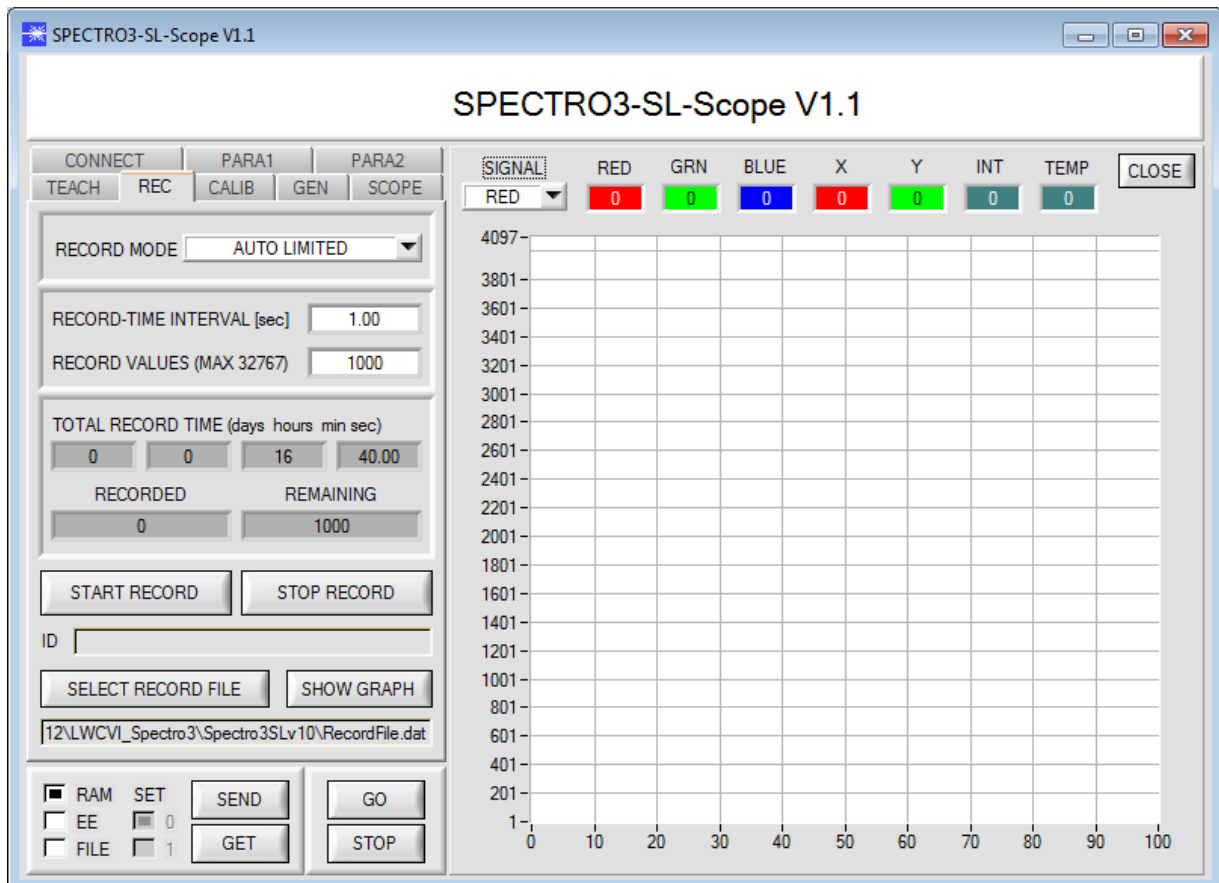 SPECTRO3-SL-Scope V1.1
SPECTRO3-SL-Scope V1.1
CONNECT PARA1 PARA2
TEACH REC CALIB GEN SCOPE
RECORD MODE AUTO LIMITED
RECORD-TIME INTERVAL [sec] 1.00
RECORD VALUES (MAX 32767) 1000
TOTAL RECORD TIME (days hours min sec)
0 0 16 40.00
RECORDED REMAINING
0 1000
START RECORD STOP RECORD
ID
SELECT RECORD FILE SHOW GRAPH
12\LWCVI_Spectro3\Spectro3SLv10\RecordFile.dat
RAM SET SEND GO
EE 0
FILE 1 GET STOP
SIGNAL RED GRN BLUE X Y INT TEMP CLOSE
RED 0 0 0 0 0 0 0
4097
3801
3601
3401
3201
3001
2801
2601
2401
2201
2001
1801
1601
1401
1201
1001
801
601
401
201
1
0 10 20 30 40 50 60 70 80 90 100